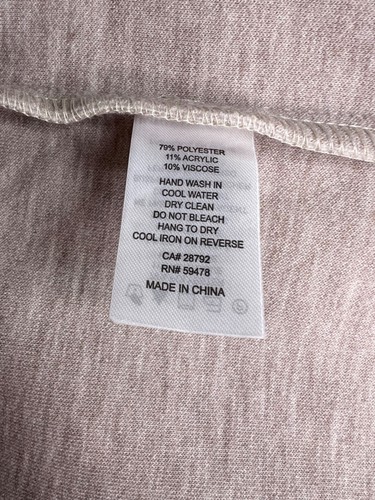 79% POLYESTER
11% ACRYLIC
10% VISCOSE
HAND WASH IN
COOL WATER
DRY CLEAN
DO NOT BLEACH
HANG TO DRY
COOL IRON ON REVERSE
CA# 28792
RN# 59478
MADE IN CHINA